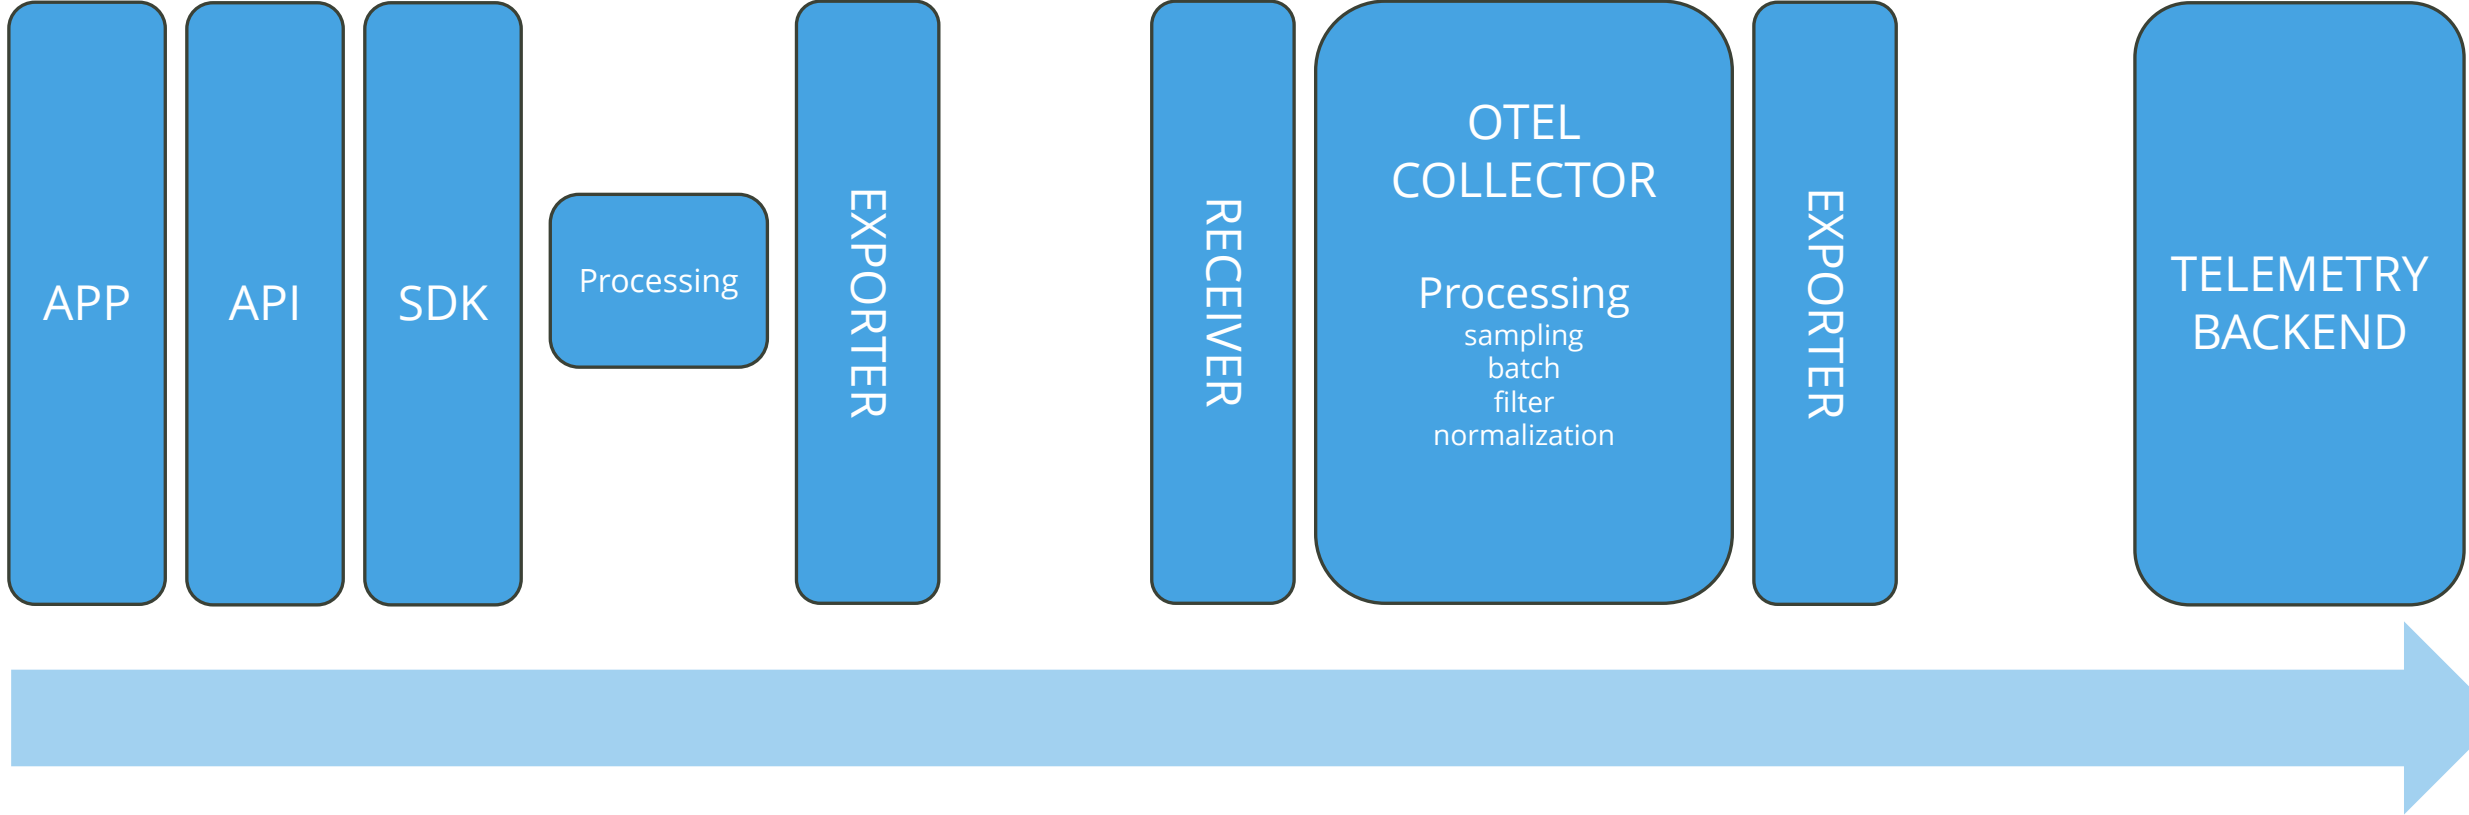 APP
API
SDK
Processing
EXPORTER
RECEIVER
OTEL
COLLECTOR
Processing
sampling
batch
filter
normalization
EXPORTER
TELEMETRY
BACKEND